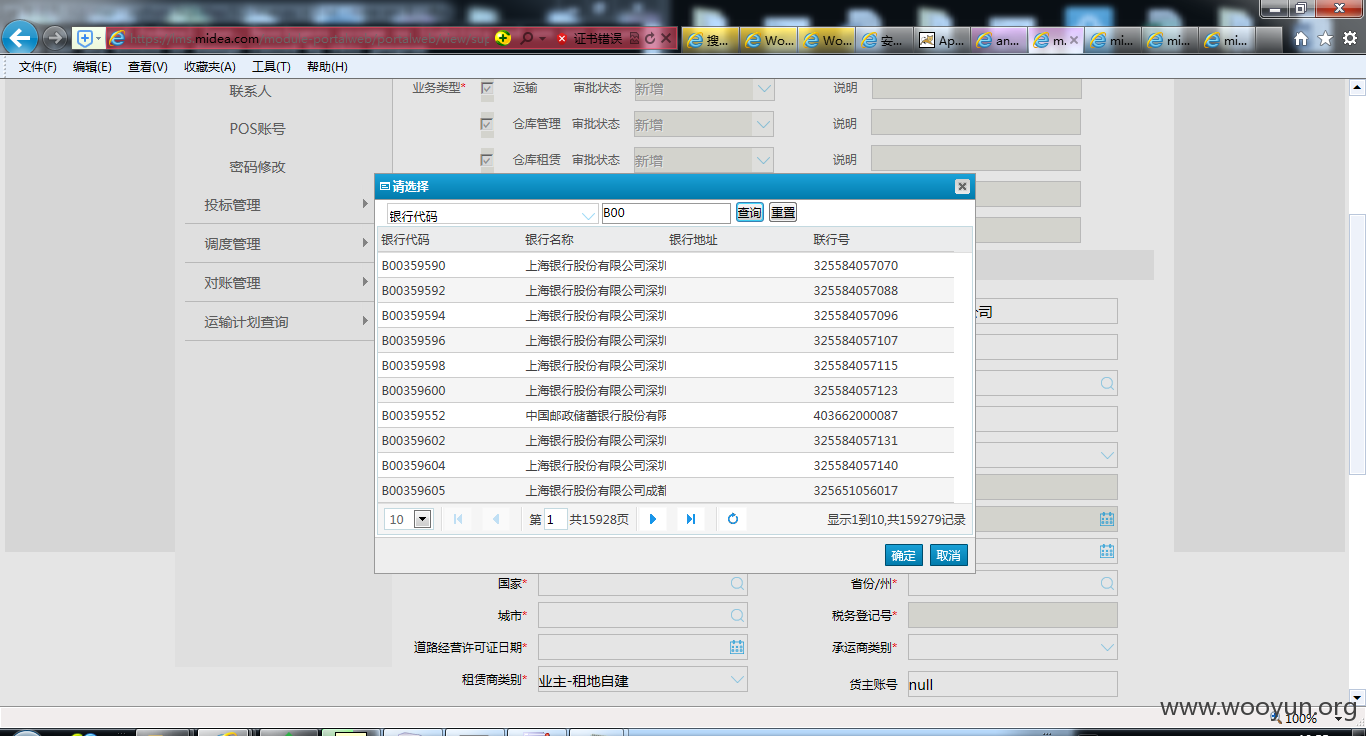 https://lms.midea.com/module-portalweb/portalweb/view/sup 证书错误 搜... Wo... Wo... 安... Ap... an... m... mi... mi... mi...
文件(F) 编辑(E) 查看(V) 收藏夹(A) 工具(T) 帮助(H)
联系人
POS账号
密码修改
投标管理
调度管理
对账管理
运输计划查询
业务类型* 运输 审批状态 新增 说明
仓库管理 审批状态 新增 说明
仓库租赁 审批状态 新增 说明
请选择
银行代码 B00 查询 重置
银行代码 银行名称 银行地址 联行号
B00359590 上海银行股份有限公司深圳 325584057070
B00359592 上海银行股份有限公司深圳 325584057088
B00359594 上海银行股份有限公司深圳 325584057096
B00359596 上海银行股份有限公司深圳 325584057107
B00359598 上海银行股份有限公司深圳 325584057115
B00359600 上海银行股份有限公司深圳 325584057123
B00359552 中国邮政储蓄银行股份有限 403662000087
B00359602 上海银行股份有限公司深圳 325584057131
B00359604 上海银行股份有限公司深圳 325584057140
B00359605 上海银行股份有限公司成都 325651056017
10 第 1 共15928页 显示1到10,共159279记录
确定 取消
公司
国家* 省份/州*
城市* 税务登记号*
道路经营许可证日期* 承运商类别*
租赁商类别* 业主-租地自建 货主账号 null
www.wooyun.org
100%